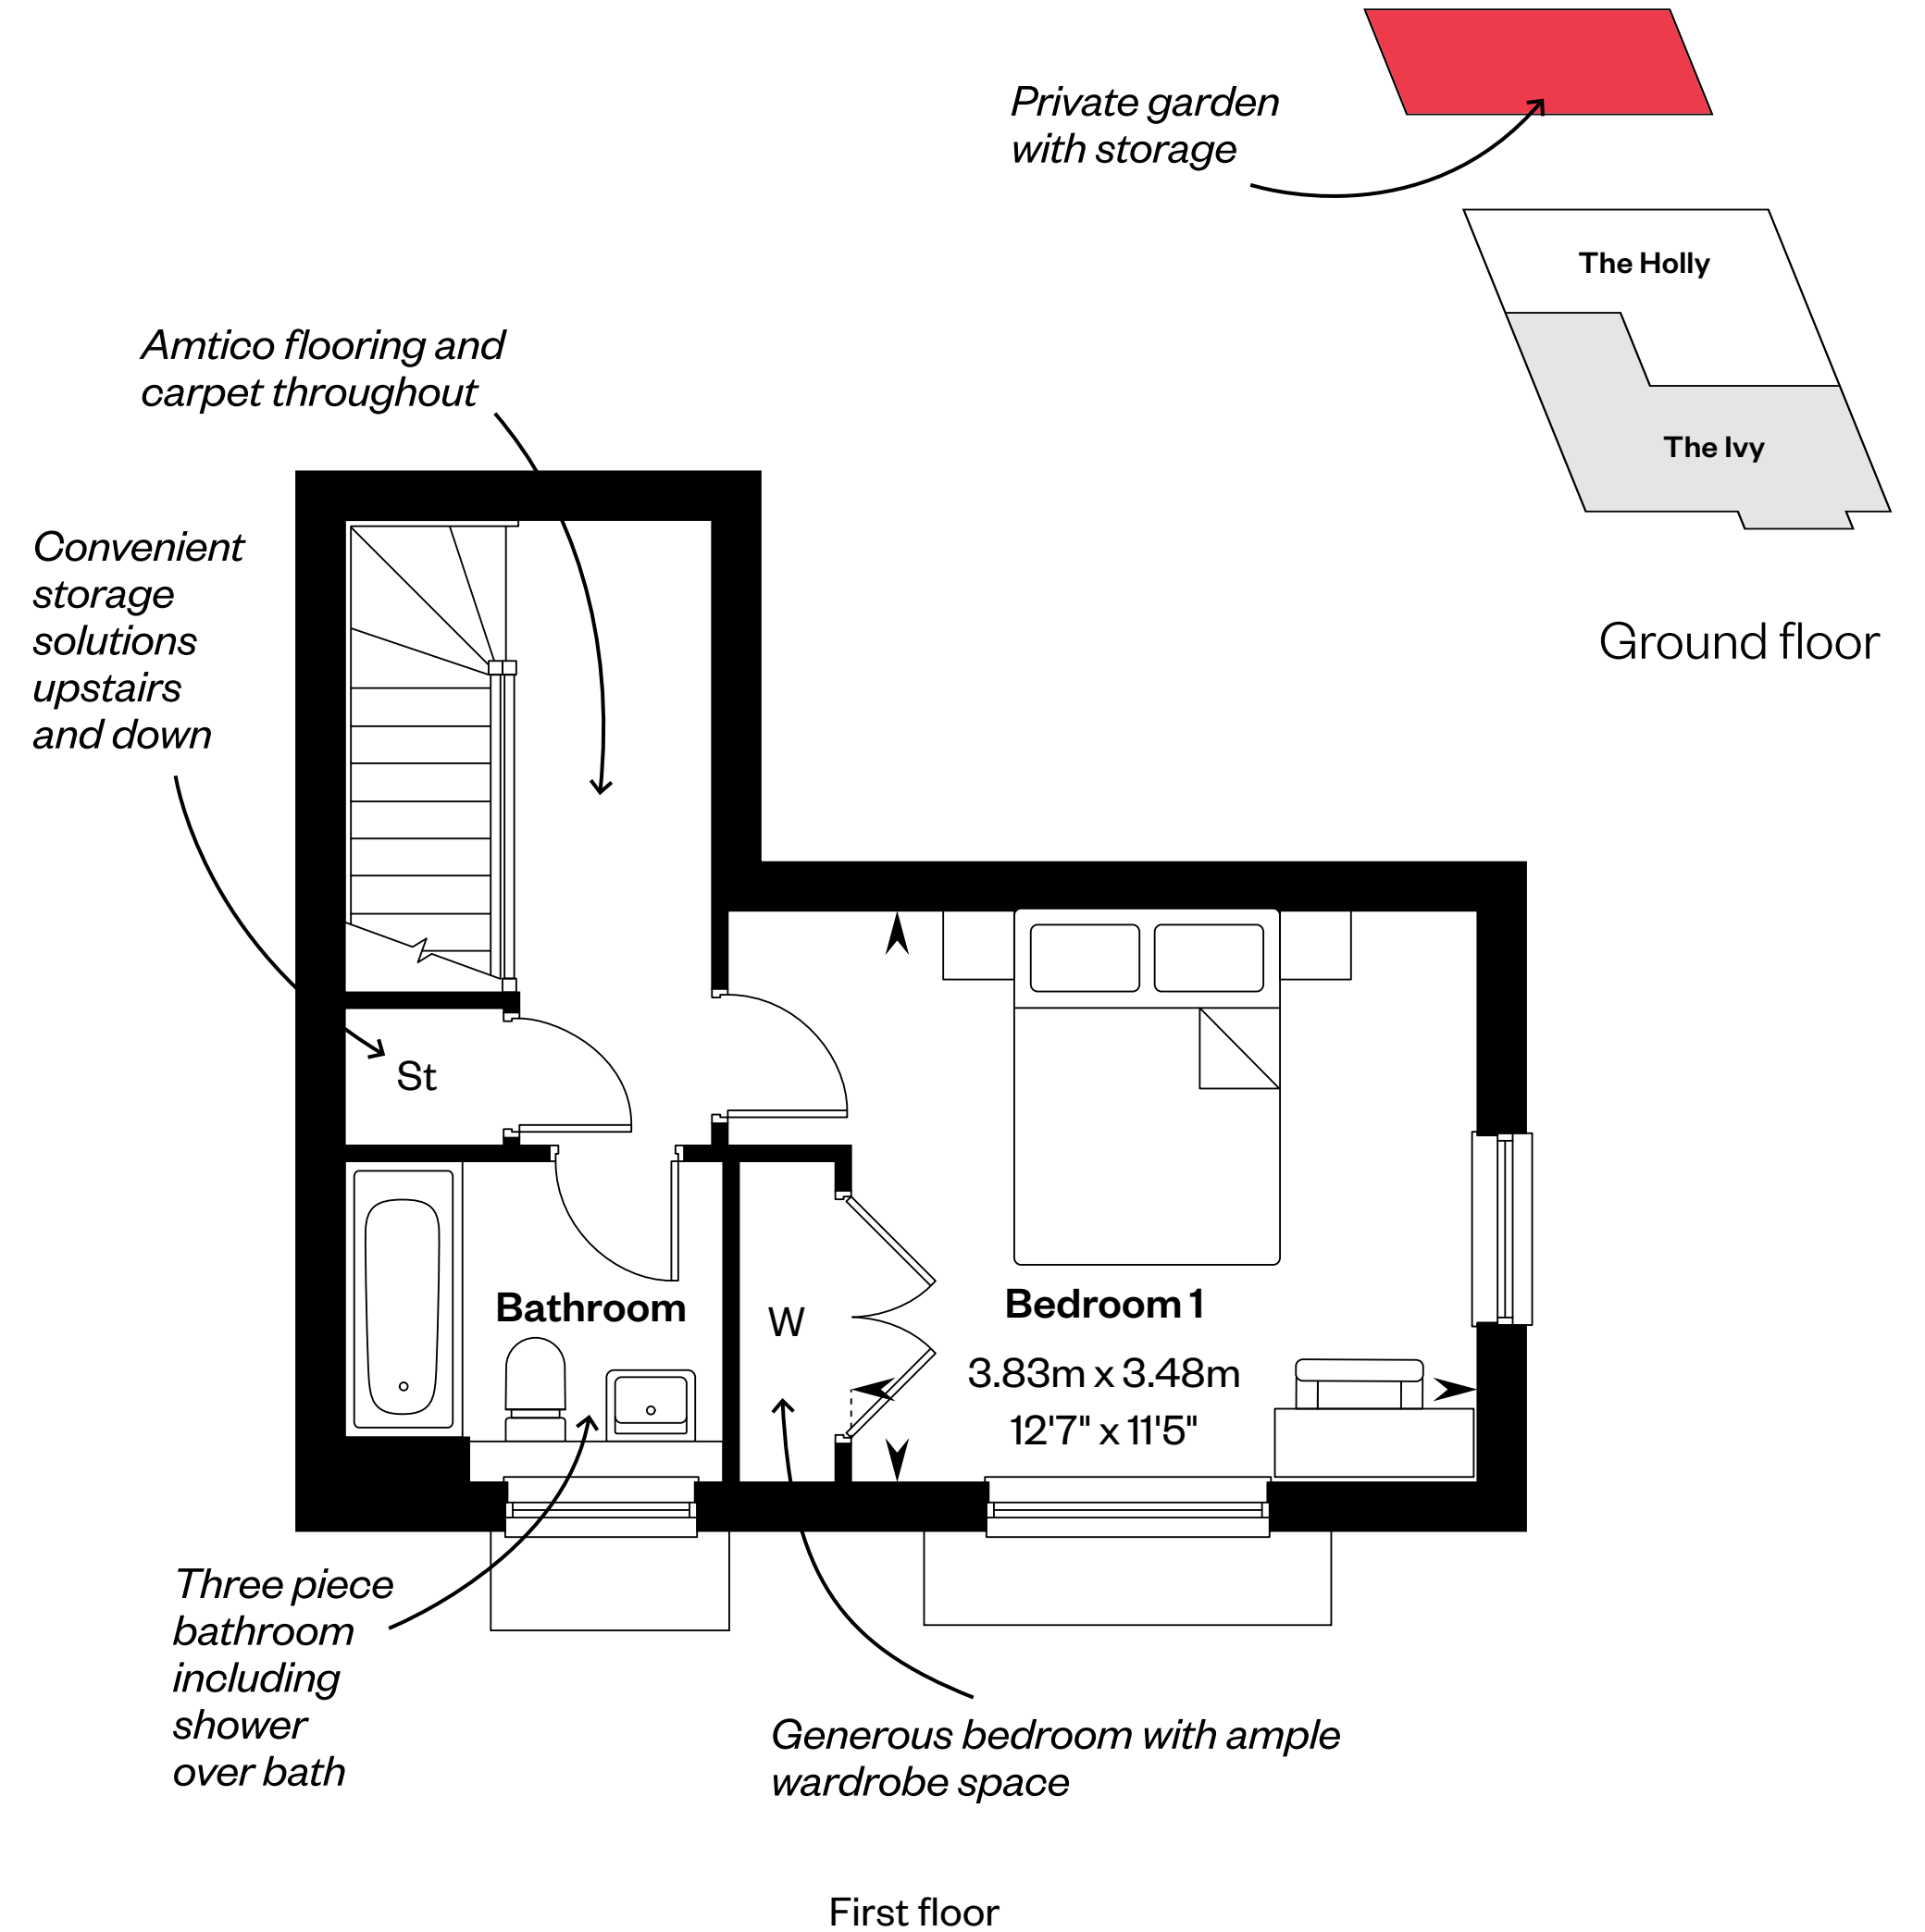 Private garden
with storage
The Holly
The Ivy
Ground floor
Amtico flooring and
carpet throughout
Convenient
storage
solutions
upstairs
and down
St
Bathroom
W
Bedroom 1
3.83m x 3.48m
12'7" x 11'5"
Three piece
bathroom
including
shower
over bath
Generous bedroom with ample
wardrobe space
First floor